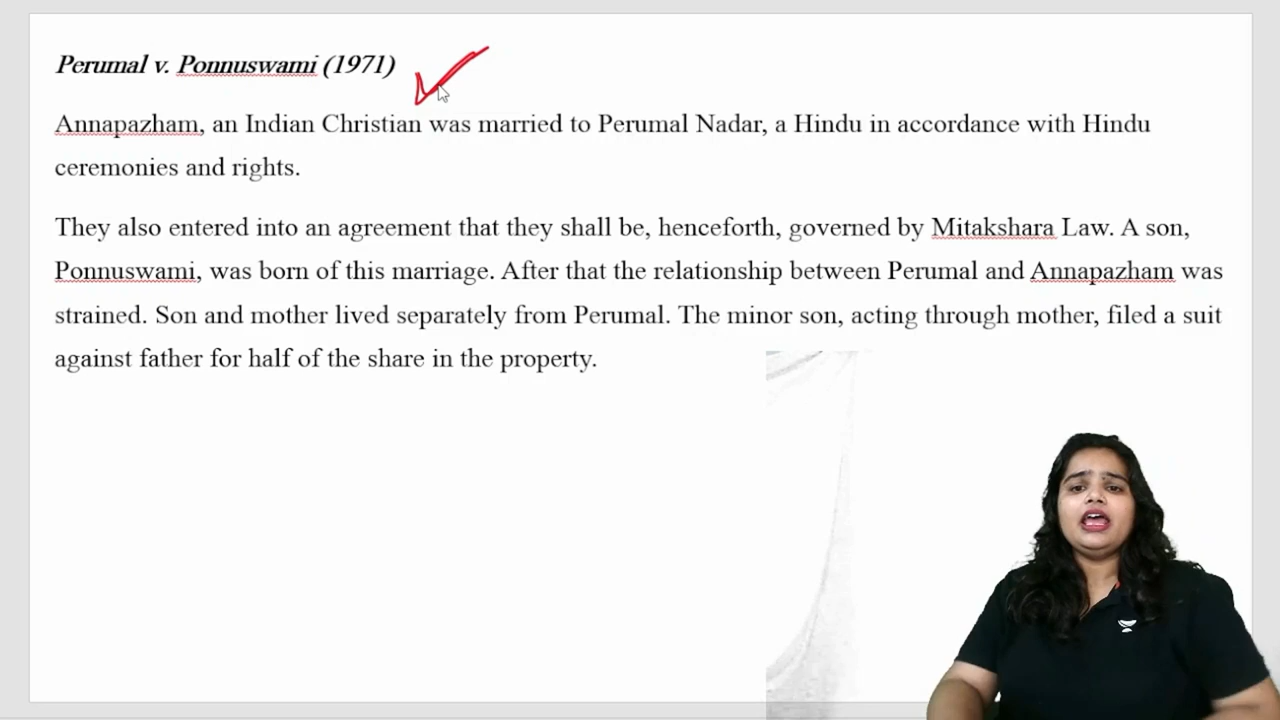 Perumal v. Ponnuswami (1971)
Annapazham, an Indian Christian was married to Perumal Nadar, a Hindu in accordance with Hindu
ceremonies and rights.
They also entered into an agreement that they shall be, henceforth, governed by Mitakshara Law. A son,
Ponnuswami, was born of this marriage. After that the relationship between Perumal and Annapazham was
strained. Son and mother lived separately from Perumal. The minor son, acting through mother, filed a suit
against father for half of the share in the property.